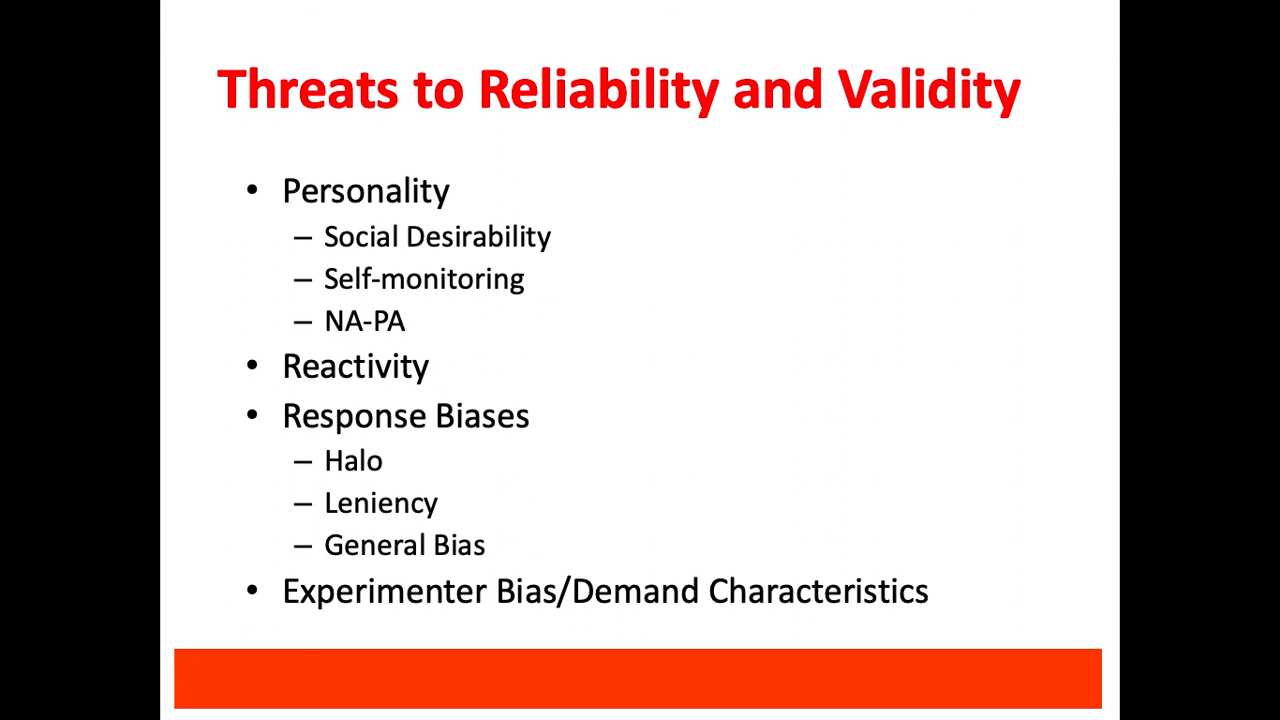 Threats to Reliability and Validity
• Personality
– Social Desirability
– Self-monitoring
– NA-PA
• Reactivity
• Response Biases
– Halo
– Leniency
– General Bias
• Experimenter Bias/Demand Characteristics